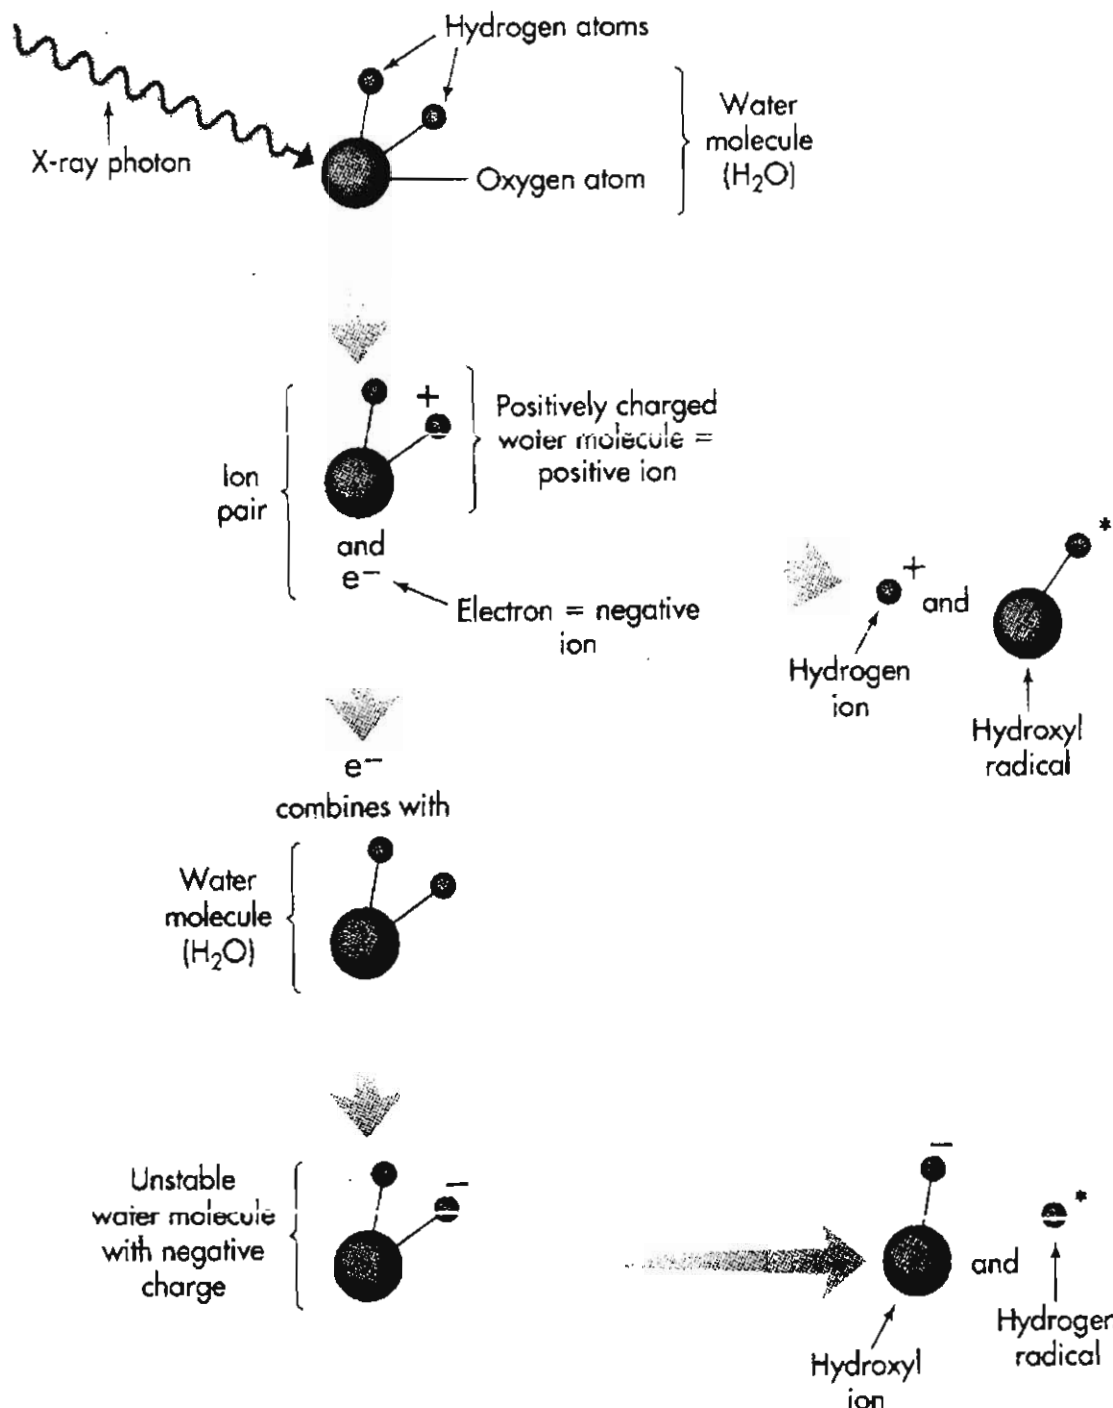 Hydrogen atoms
X-ray photon
Oxygen atom
Water
molecule
(H₂O)
Ion
pair
+
Positively charged
water molecule =
positive ion
and
e⁻
Electron = negative
ion
+
and
*
Hydrogen
ion
Hydroxyl
radical
e⁻
combines with
Water
molecule
(H₂O)
Unstable
water molecule
with negative
charge
−
−
and
*
Hydroxyl
ion
Hydrogen
radical